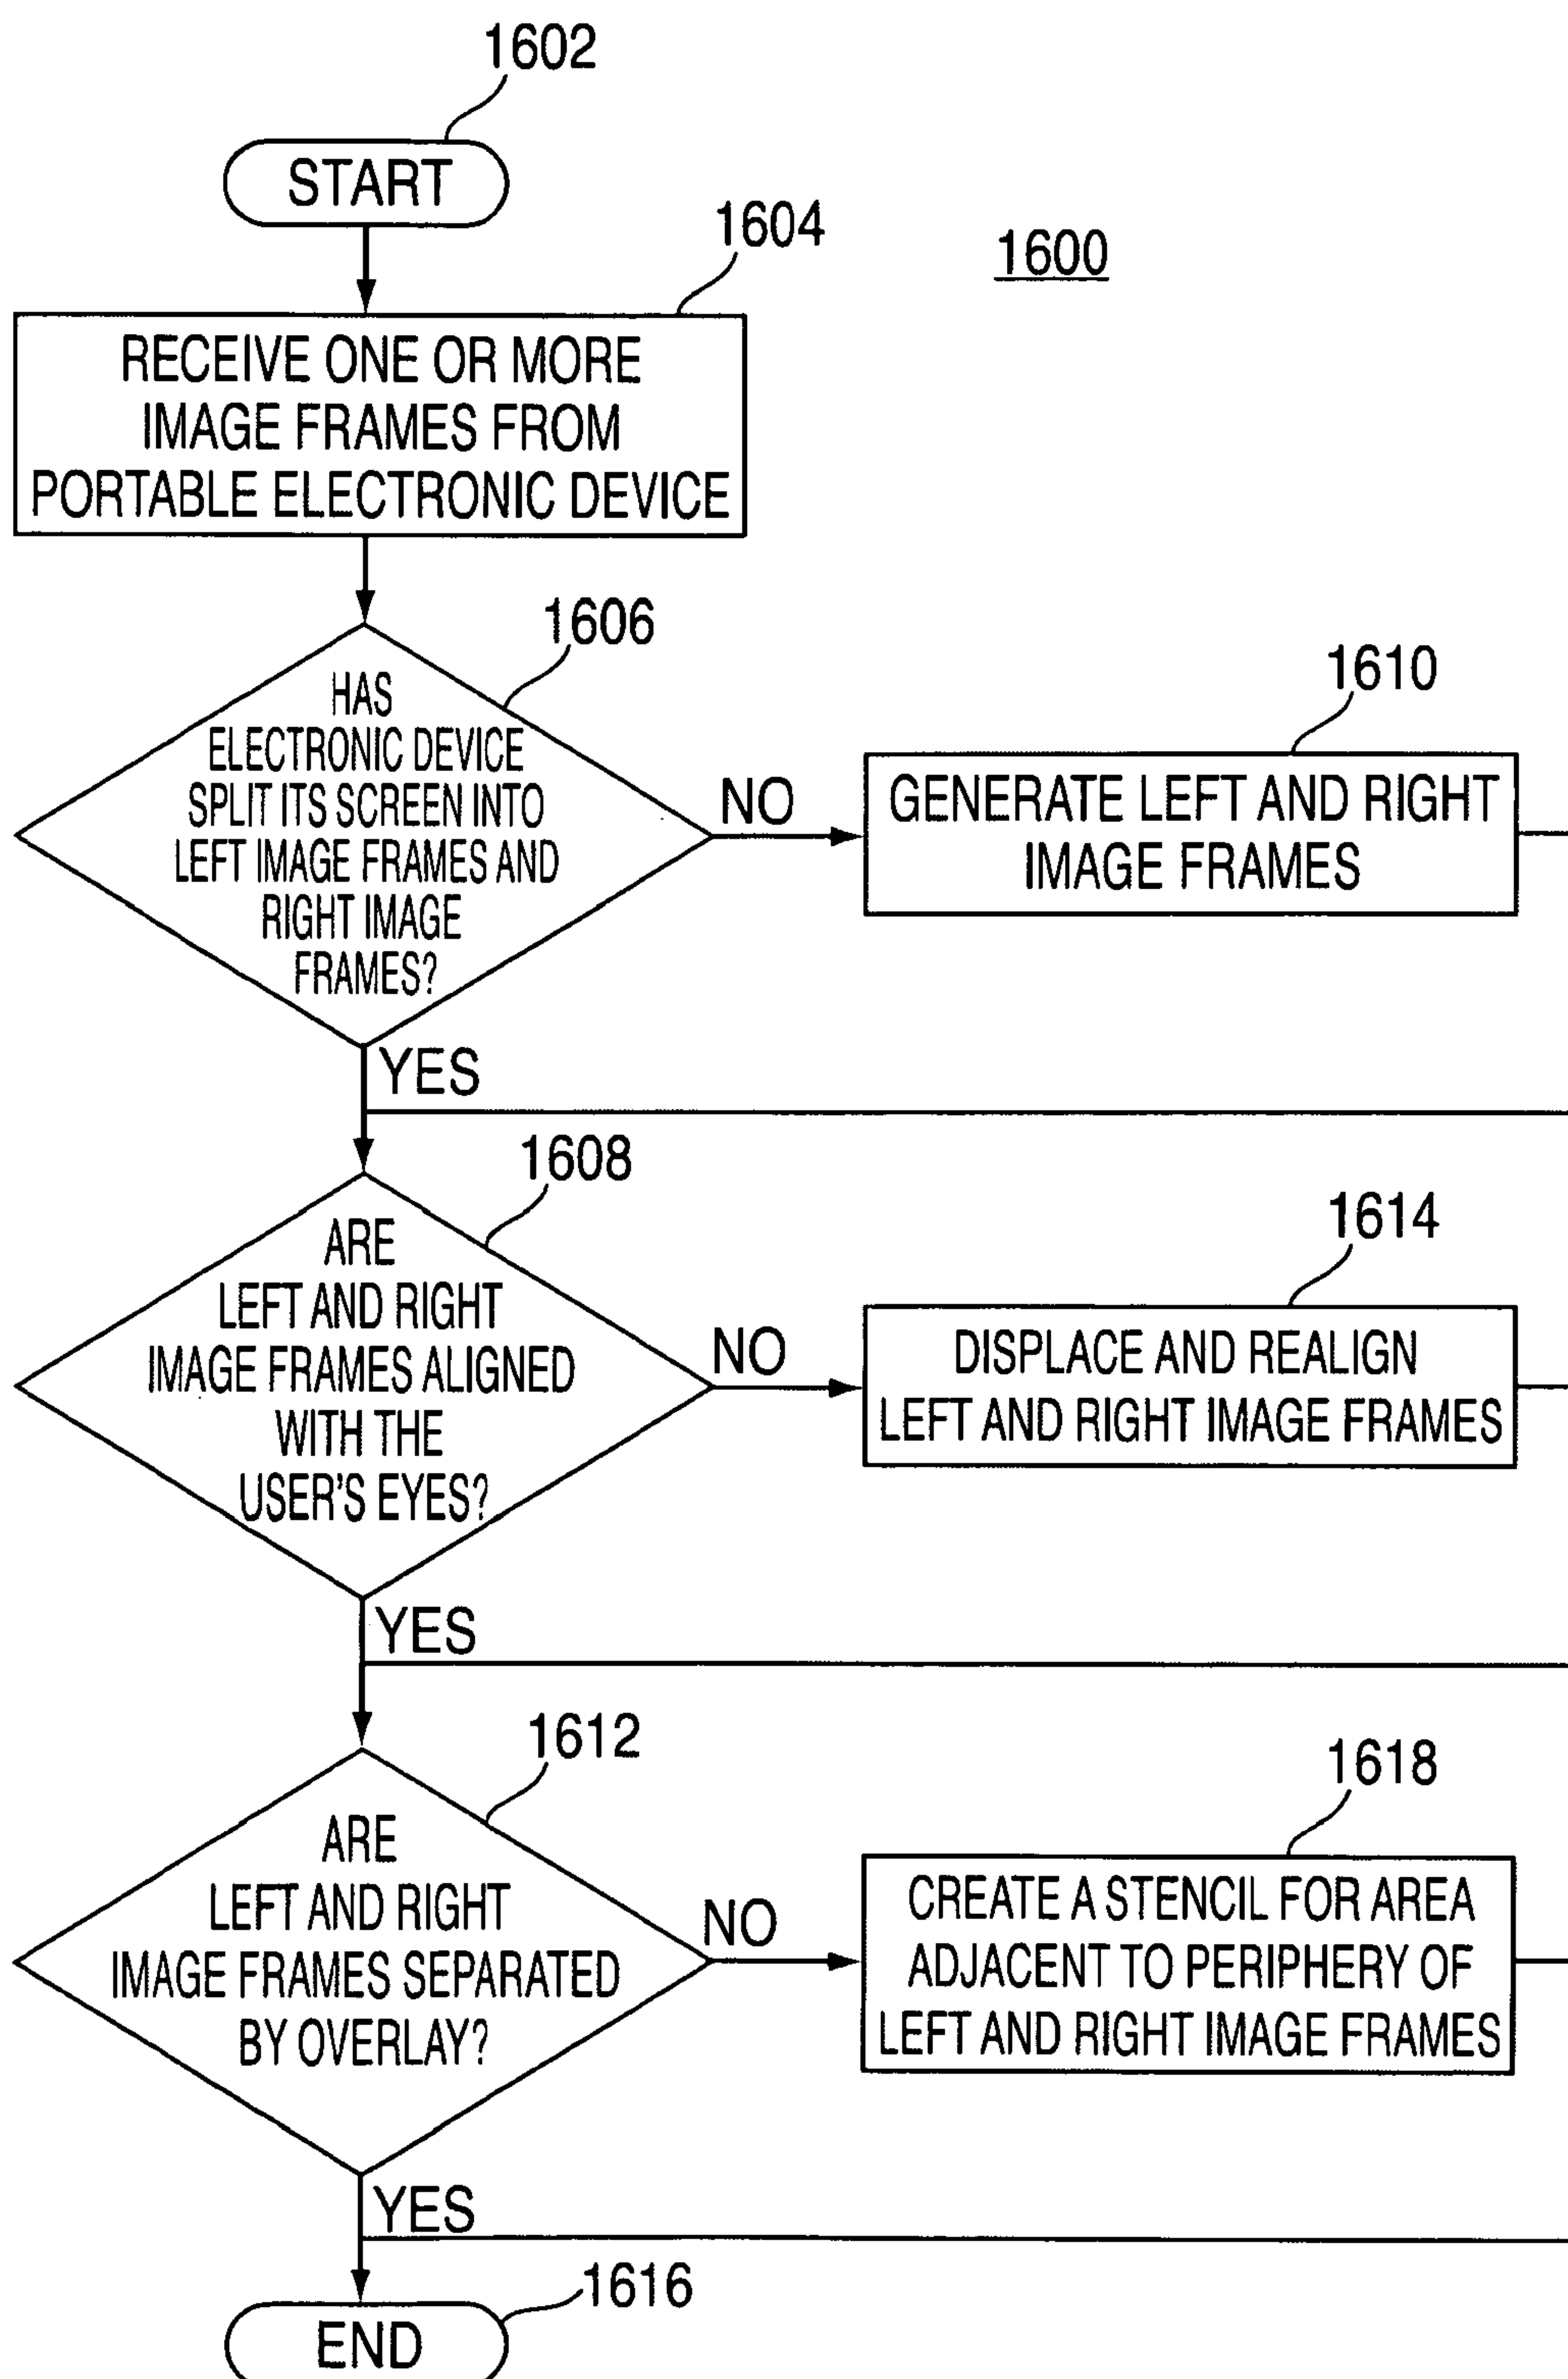 1602
START
1604
1600
RECEIVE ONE OR MORE
IMAGE FRAMES FROM
PORTABLE ELECTRONIC DEVICE
1606
HAS
ELECTRONIC DEVICE
SPLIT ITS SCREEN INTO
LEFT IMAGE FRAMES AND
RIGHT IMAGE
FRAMES?
NO
1610
GENERATE LEFT AND RIGHT
IMAGE FRAMES
YES
1608
ARE
LEFT AND RIGHT
IMAGE FRAMES ALIGNED
WITH THE
USER'S EYES?
NO
1614
DISPLACE AND REALIGN
LEFT AND RIGHT IMAGE FRAMES
YES
1612
ARE
LEFT AND RIGHT
IMAGE FRAMES SEPARATED
BY OVERLAY?
NO
1618
CREATE A STENCIL FOR AREA
ADJACENT TO PERIPHERY OF
LEFT AND RIGHT IMAGE FRAMES
YES
1616
END